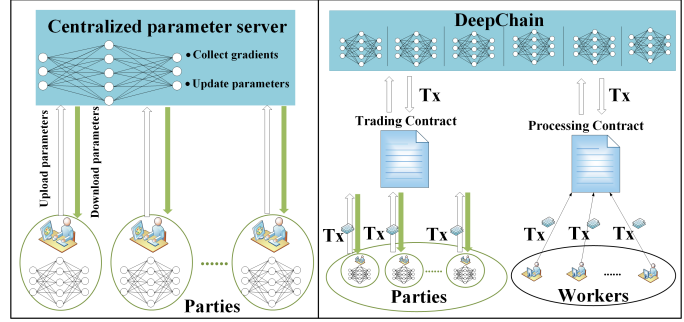 Centralized parameter server
• Collect gradients
• Update parameters
Upload parameters
Download parameters
......
Parties
DeepChain
Tx
Tx
Trading Contract
Processing Contract
Tx
Tx
Tx
Tx
Tx
Tx
......
......
Parties
Workers